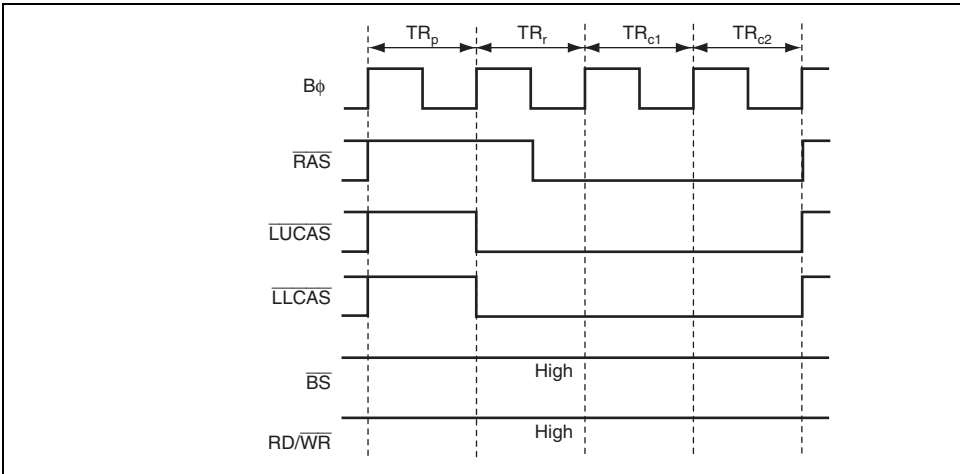 TRp TRr TRc1 TRc2
Bϕ
RAS
LUCAS
LLCAS
High
BS
High
RD/WR